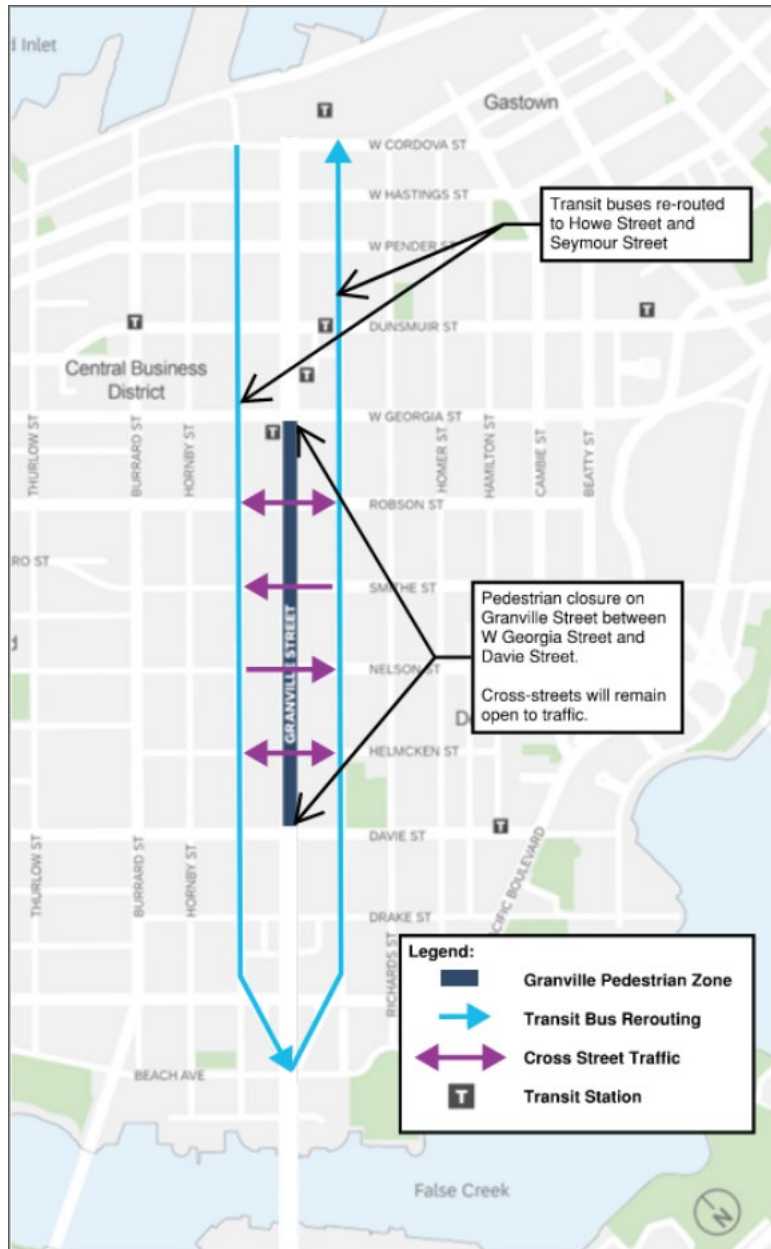 d Inlet
T
Gastown
W CORDOVA ST
W HASTINGS ST
Transit buses re-routed
to Howe Street and
Seymour Street
W PENDER ST
T
T
T
DUNSMUIR ST
Central Business
District
T
W GEORGIA ST
T
THURLOW ST
BURRARD ST
HORNBY ST
HOMER ST
HAMILTON ST
CAMBIE ST
BEATTY ST
ROBSON ST
RO ST
SMITHE ST
GRANVILLE STREET
Pedestrian closure on
Granville Street between
W Georgia Street and
Davie Street.
Cross-streets will remain
open to traffic.
d
NELSON ST
D
HELMCKEN ST
T
DAVIE ST
THURLOW ST
BURRARD ST
HORNBY ST
CIFIC BOULEVARD
DRAKE ST
RICHARDS ST
Legend:
Granville Pedestrian Zone
Transit Bus Rerouting
Cross Street Traffic
T
Transit Station
BEACH AVE
False Creek
N